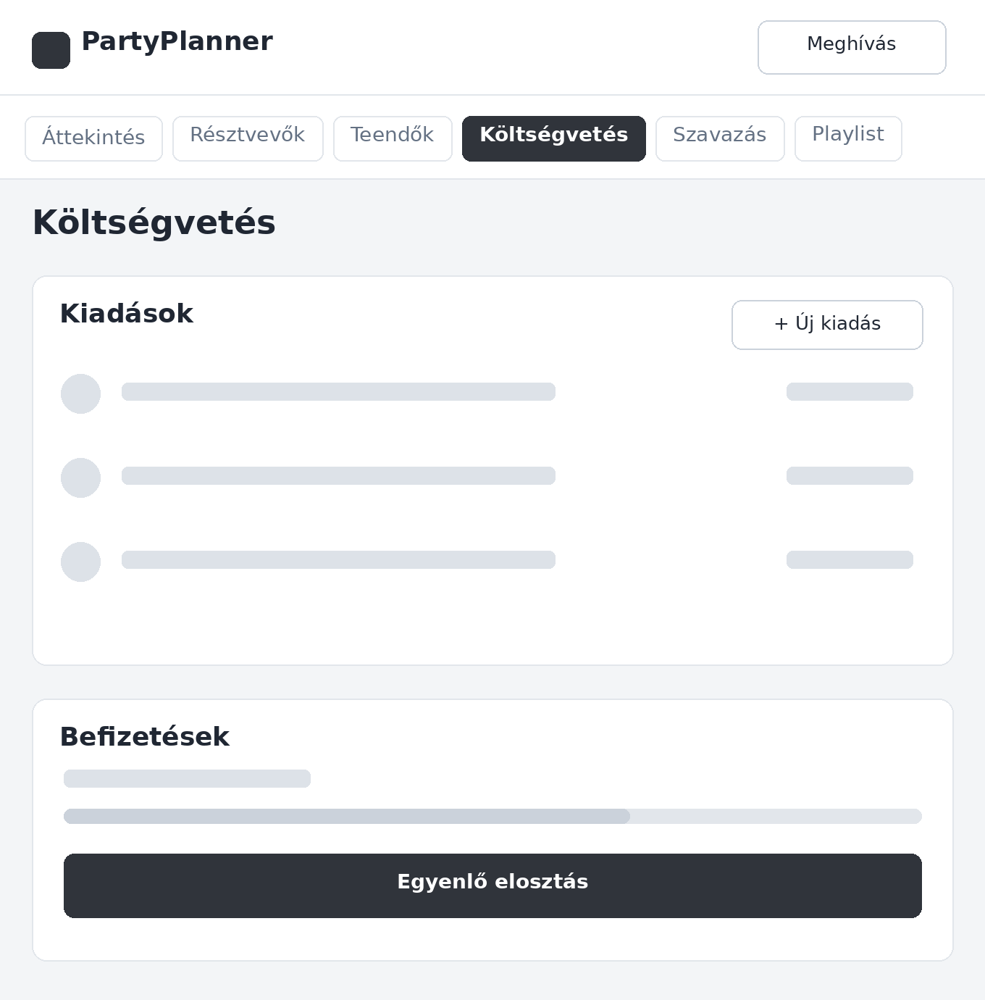 PartyPlanner
Meghívás
Áttekintés
Résztvevők
Teendők
Költségvetés
Szavazás
Playlist
Költségvetés
Kiadások
+ Új kiadás
Befizetések
Egyenlő elosztás